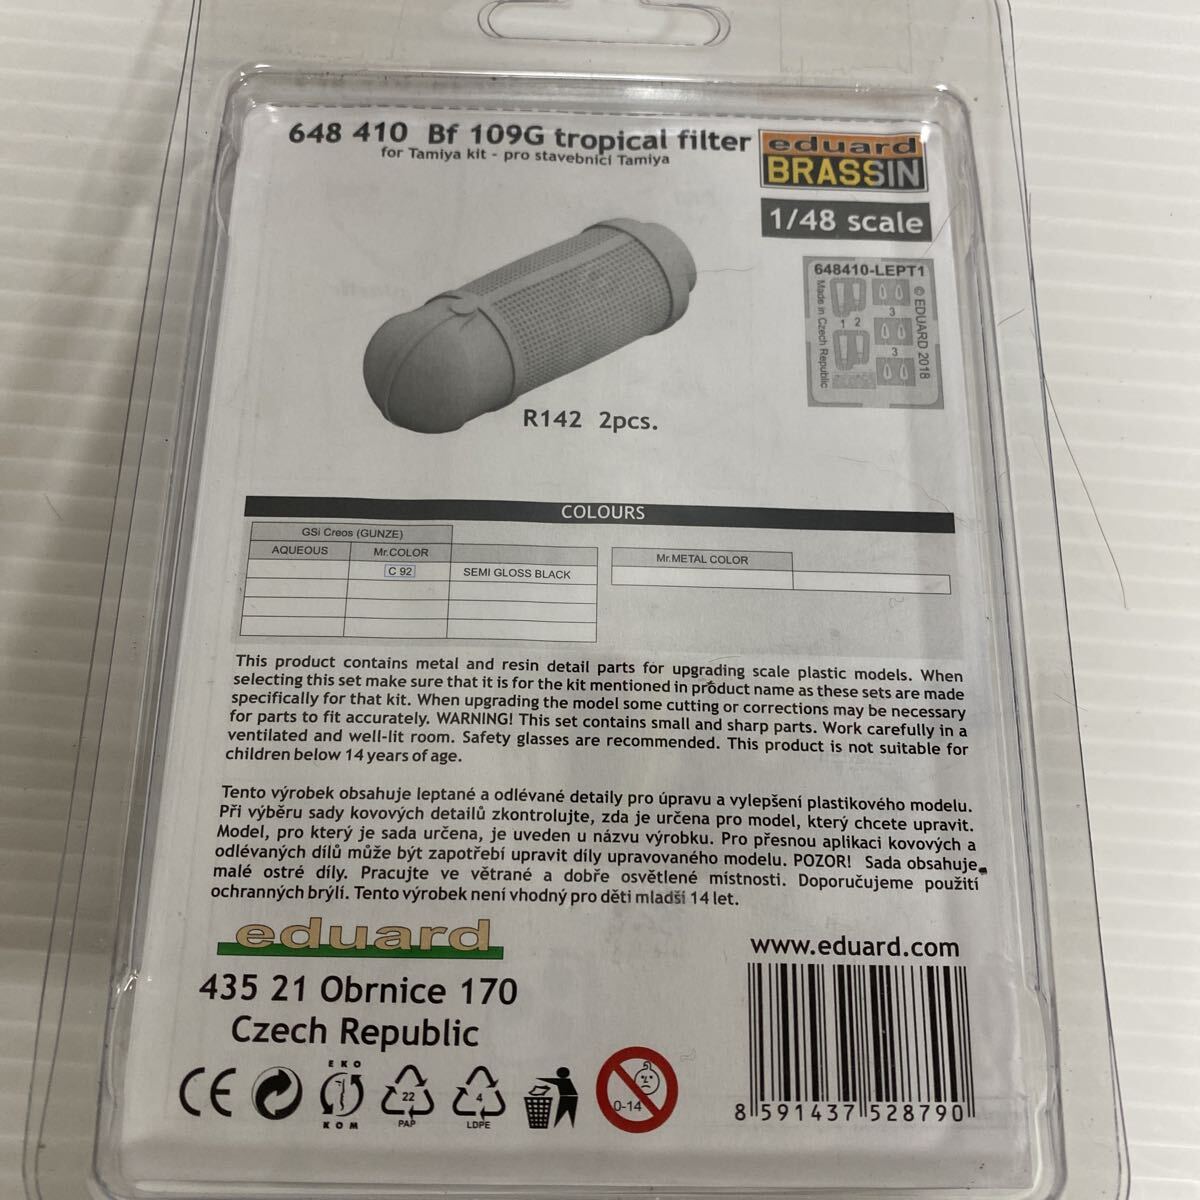 648 410 Bf 109G tropical filter
for Tamiya kit - pro stavebnici Tamiya
eduard
BRASSIN
1/48 scale
648410-LEPT1
Made in Czech Republic
© EDUARD 2018
1 2
3
3
R142 2pcs.
COLOURS
GSi Creos (GUNZE)
AQUEOUS Mr.COLOR
C 92 SEMI GLOSS BLACK
Mr.METAL COLOR
This product contains metal and resin detail parts for upgrading scale plastic models. When
selecting this set make sure that it is for the kit mentioned in product name as these sets are made
specifically for that kit. When upgrading the model some cutting or corrections may be necessary
for parts to fit accurately. WARNING! This set contains small and sharp parts. Work carefully in a
ventilated and well-lit room. Safety glasses are recommended. This product is not suitable for
children below 14 years of age.
Tento výrobek obsahuje leptané a odlévané detaily pro úpravu a vylepšení plastikového modelu.
Při výběru sady kovových detailů zkontrolujte, zda je určena pro model, který chcete upravit.
Model, pro který je sada určena, je uveden u názvu výrobku. Pro přesnou aplikaci kovových a
odlévaných dílů může být zapotřebí upravit díly upravovaného modelu. POZOR! Sada obsahuje
malé ostré díly. Pracujte ve větrané a dobře osvětlené místnosti. Doporučujeme použití
ochranných brýlí. Tento výrobek není vhodný pro děti mladší 14 let.
eduard
435 21 Obrnice 170
Czech Republic
www.eduard.com
CE
EKO
KOM
22
PAP
4
LDPE
0-14
8 591437 528790